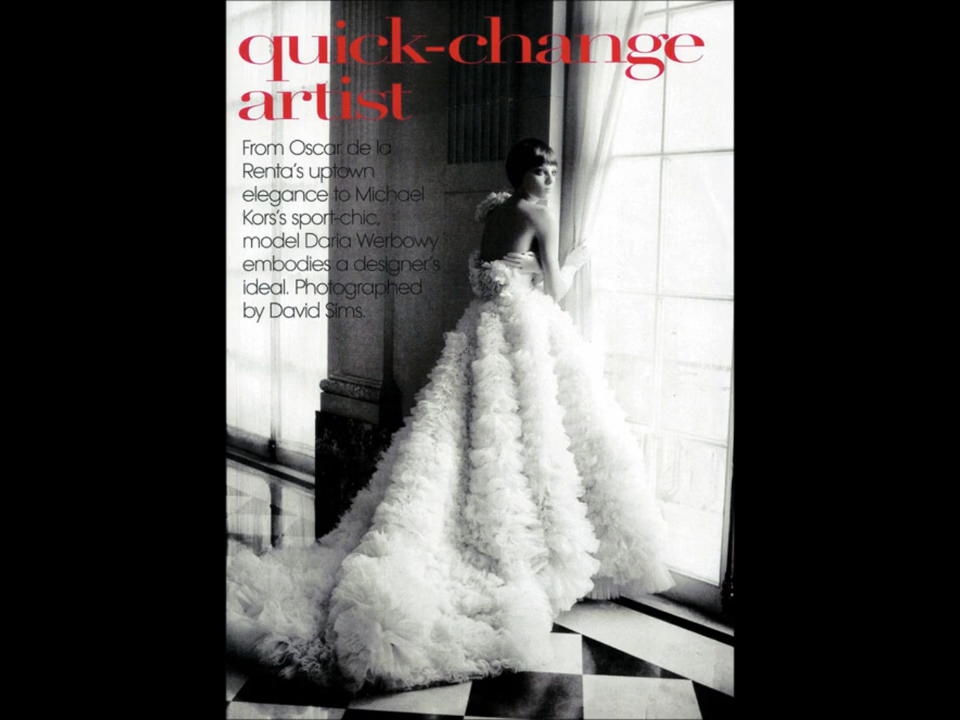 quick-change
artist
From Oscar de la
Renta's uptown
elegance to Michael
Kors's sport-chic,
model Daria Werbowy
embodies a designer's
ideal. Photographed
by David Sims.